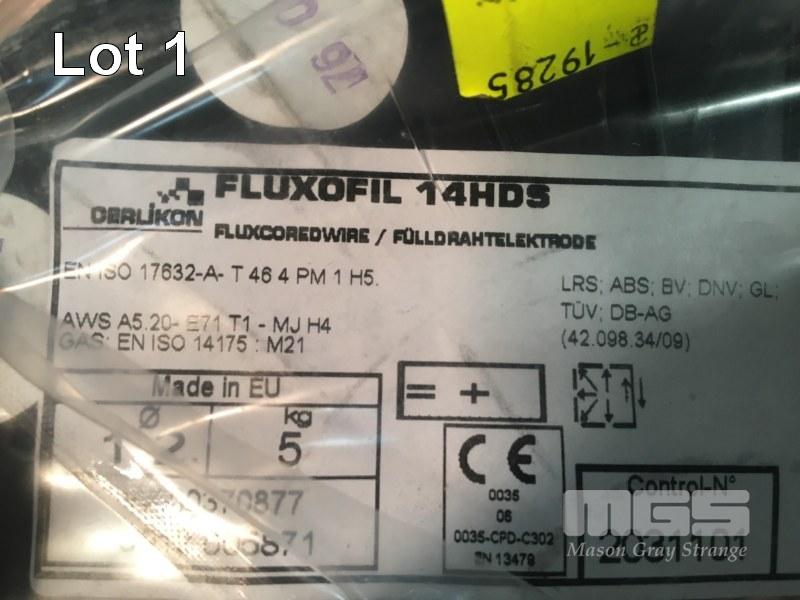 Lot 1
-19285
OERLIKON
FLUXOFIL 14HDS
FLUXCOREDWIRE / FÜLLDRAHTELEKTRODE
EN ISO 17632-A- T 46 4 PM 1 H5.
AWS A5.20- E71 T1 - MJ H4
GAS: EN ISO 14175 : M21
LRS; ABS; BV; DNV; GL;
TÜV; DB-AG
(42.098.34/09)
Made in EU
Ø kg
1.2 5
= +
CE
0035
06
0035-CPD-C302
EN 13479
Control-N°
MGS
Mason Gray Strange